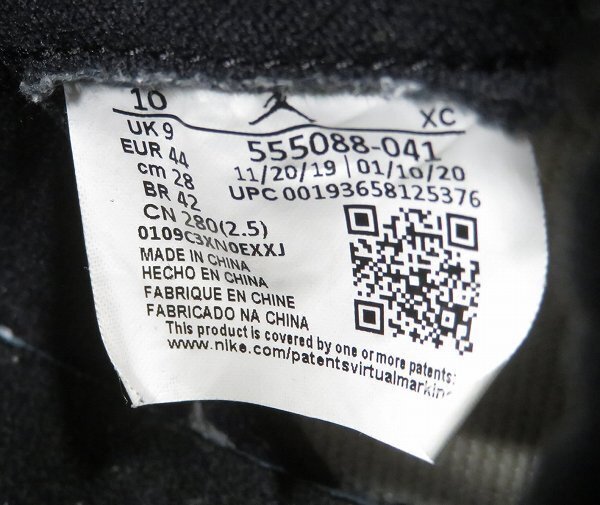 10 XC
UK 9
EUR 44
cm 28
BR 42
CN 280(2.5)
555088-041
11/20/19 | 01/10/20
UPC 00193658125376
0109C3XN0EXXJ
MADE IN CHINA
HECHO EN CHINA
FABRIQUE EN CHINE
FABRICADO NA CHINA
This product is covered by one or more patents:
www.nike.com/patentsvirtualmarking